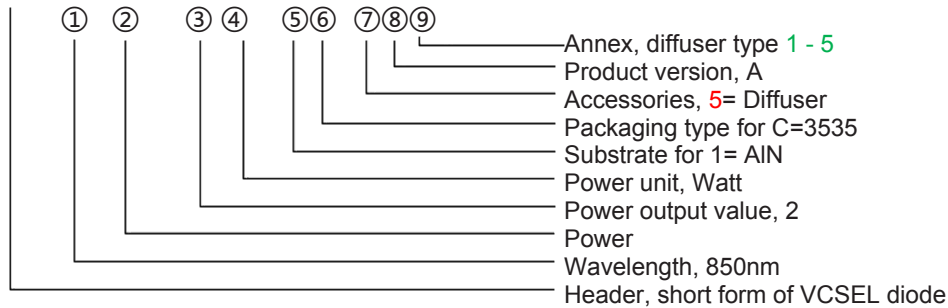 ① ② ③ ④ ⑤⑥ ⑦⑧⑨
Annex, diffuser type 1 - 5
Product version, A
Accessories, 5= Diffuser
Packaging type for C=3535
Substrate for 1= AlN
Power unit, Watt
Power output value, 2
Power
Wavelength, 850nm
Header, short form of VCSEL diode